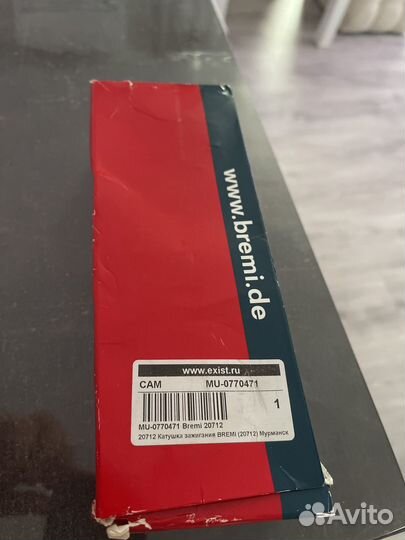 www.bremi.de
www.exist.ru
САМ MU-0770471
1
MU-0770471 Bremi 20712
20712 Катушка зажигания BREMI (20712) Мурманск
Avito